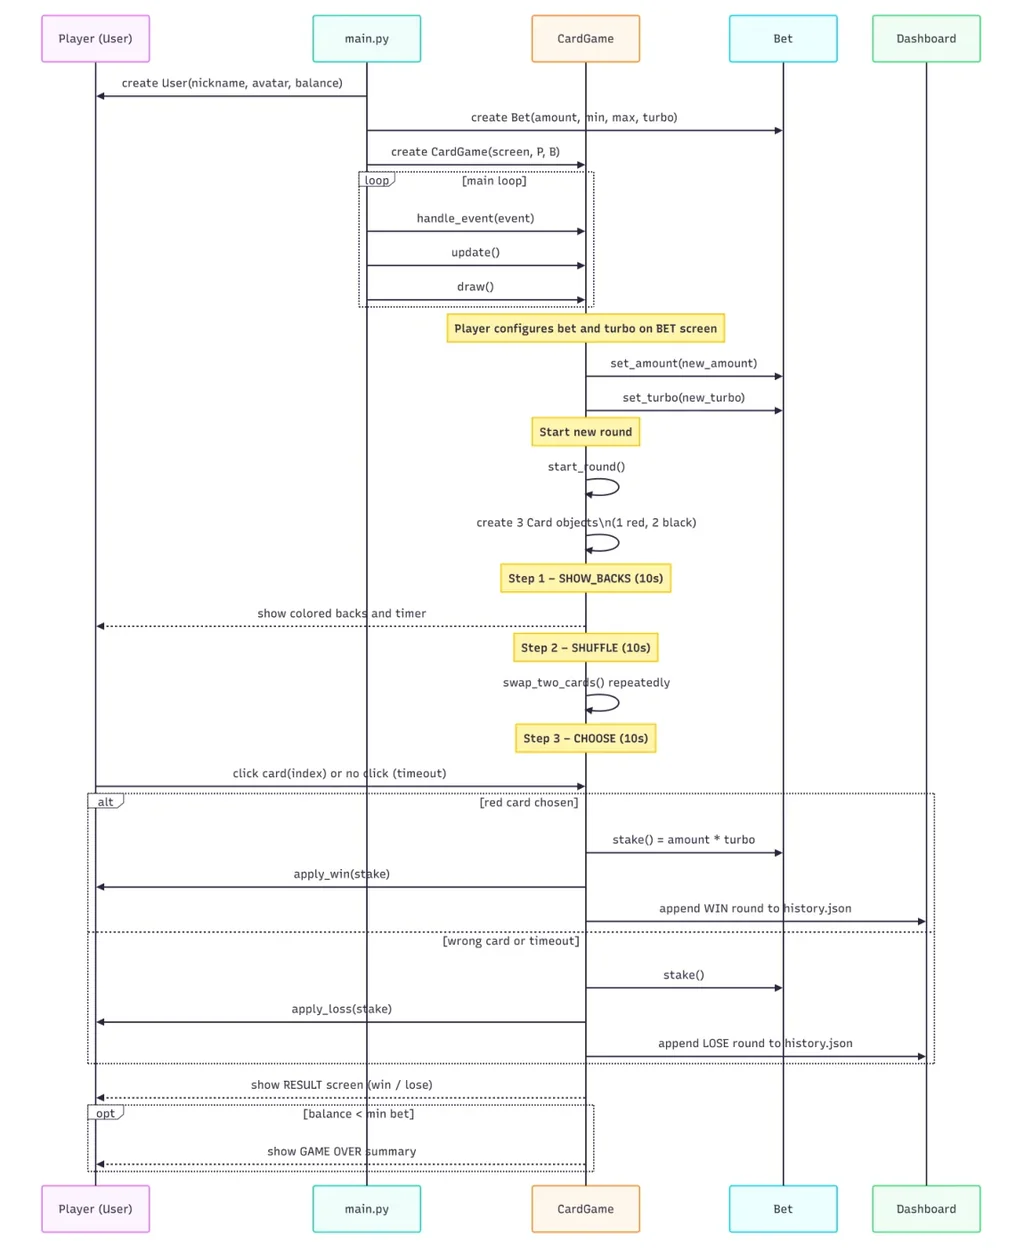 Player (User)
main.py
CardGame
Bet
Dashboard
create User(nickname, avatar, balance)
create Bet(amount, min, max, turbo)
create CardGame(screen, P, B)
loop
[main loop]
handle_event(event)
update()
draw()
Player configures bet and turbo on BET screen
set_amount(new_amount)
set_turbo(new_turbo)
Start new round
start_round()
create 3 Card objects\n(1 red, 2 black)
Step 1 – SHOW_BACKS (10s)
show colored backs and timer
Step 2 – SHUFFLE (10s)
swap_two_cards() repeatedly
Step 3 – CHOOSE (10s)
click card(index) or no click (timeout)
alt
[red card chosen]
stake() = amount * turbo
apply_win(stake)
append WIN round to history.json
[wrong card or timeout]
stake()
apply_loss(stake)
append LOSE round to history.json
show RESULT screen (win / lose)
opt
[balance < min bet]
show GAME OVER summary
Player (User)
main.py
CardGame
Bet
Dashboard